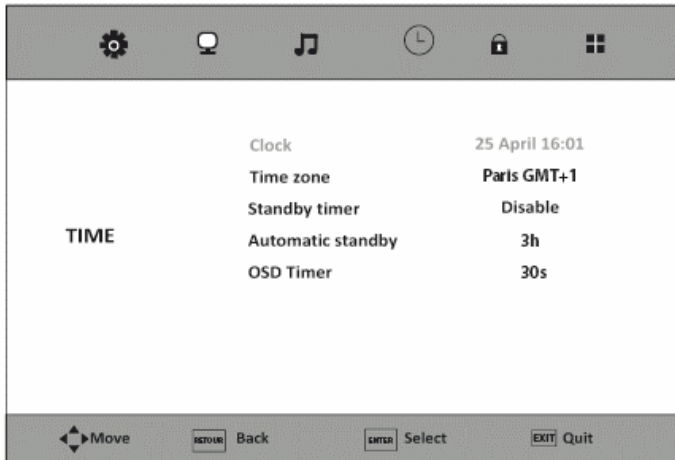 Clock 25 April 16:01
Time zone Paris GMT+1
Standby timer Disable
TIME
Automatic standby 3h
OSD Timer 30s
Move RETOUR Back ENTER Select EXIT Quit